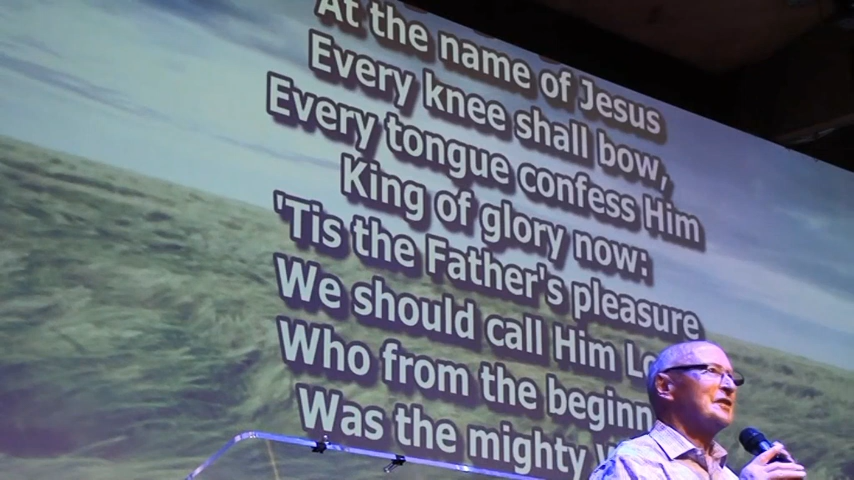 At the name of Jesus
Every knee shall bow,
Every tongue confess Him
King of glory now:
'Tis the Father's pleasure
We should call Him
Who from the
Was the mighty